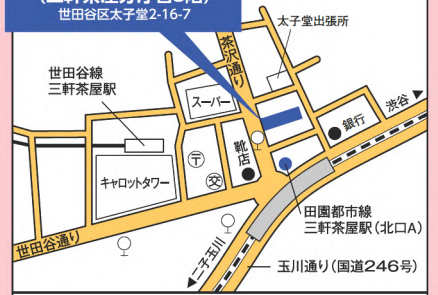 世田谷区太子堂2-16-7
太子堂出張所
茶沢通り
世田谷線
三軒茶屋駅
スーパー
渋谷
銀行
靴店
〒
交
キャロットタワー
田園都市線
三軒茶屋駅(北口A)
世田谷通り
二子玉川
玉川通り(国道246号)